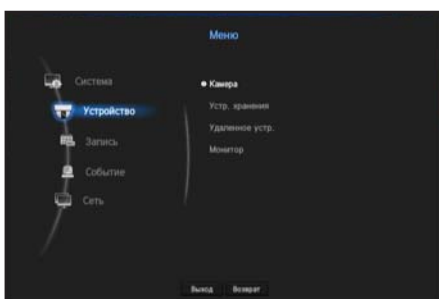 Меню
Система
Устройство
Запись
Событие
Сеть
Камера
Устр. хранения
Удаленное устр.
Монитор
Выход Возврат